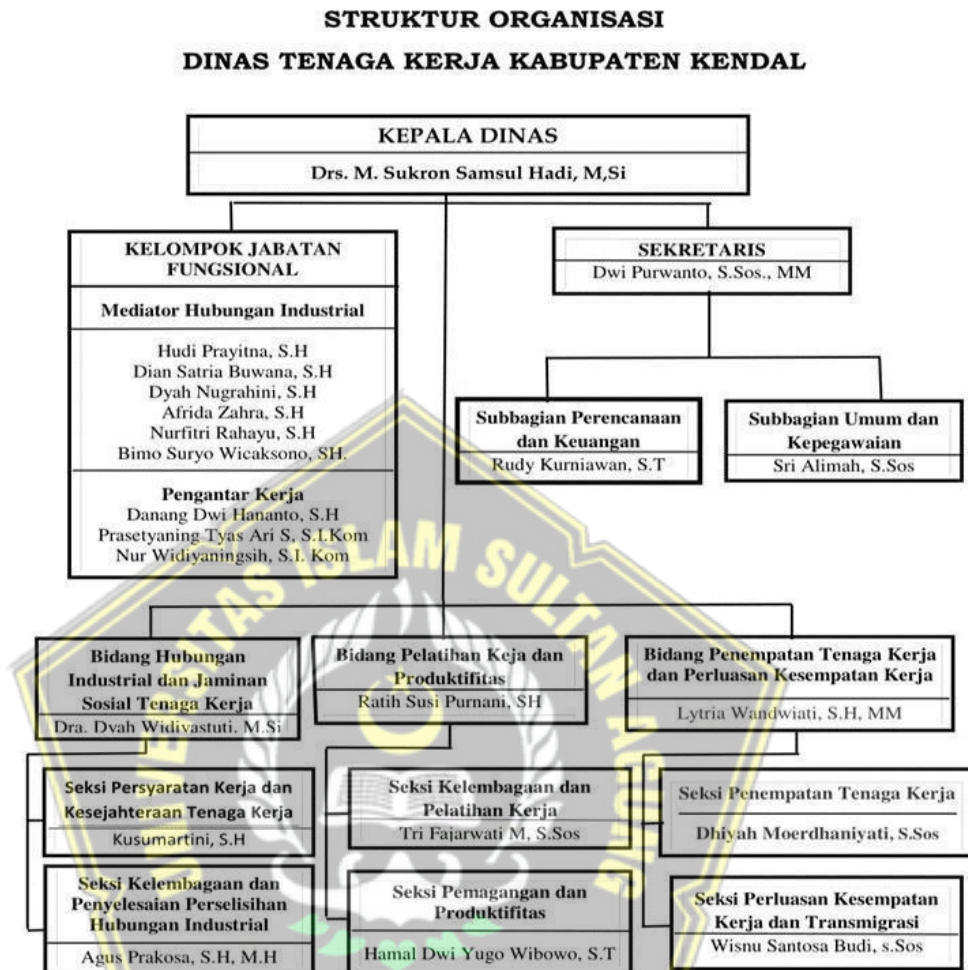 STRUKTUR ORGANISASI
DINAS TENAGA KERJA KABUPATEN KENDAL
KEPALA DINAS
Drs. M. Sukron Samsul Hadi, M,Si
KELOMPOK JABATAN
FUNGSIONAL
Mediator Hubungan Industrial
Hudi Prayitna, S.H
Dian Satria Buwana, S.H
Dyah Nugrahini, S.H
Afrida Zahra, S.H
Nurfitri Rahayu, S.H
Bimo Suryo Wicaksono, SH.
Pengantar Kerja
Danang Dwi Hananto, S.H
Prasetyaning Tyas Ari S, S.I.Kom
Nur Widiyaningsih, S.I. Kom
SEKRETARIS
Dwi Purwanto, S.Sos., MM
Subbagian Perencanaan
dan Keuangan
Rudy Kurniawan, S.T
Subbagian Umum dan
Kepegawaian
Sri Alimah, S.Sos
Bidang Hubungan
Industrial dan Jaminan
Sosial Tenaga Kerja
Dra. Dyah Widiyastuti, M.Si
Bidang Pelatihan Keja dan
Produktifitas
Ratih Susi Purnani, SH
Bidang Penempatan Tenaga Kerja
dan Perluasan Kesempatan Kerja
Lytria Wandwiati, S.H, MM
Seksi Persyaratan Kerja dan
Kesejahteraan Tenaga Kerja
Kusumartini, S.H
Seksi Kelembagaan dan
Pelatihan Kerja
Tri Fajarwati M, S.Sos
Seksi Penempatan Tenaga Kerja
Dhiyah Moerdhaniyati, S.Sos
Seksi Kelembagaan dan
Penyelesaian Perselisihan
Hubungan Industrial
Agus Prakosa, S.H, M.H
Seksi Pemagangan dan
Produktifitas
Hamal Dwi Yugo Wibowo, S.T
Seksi Perluasan Kesempatan
Kerja dan Transmigrasi
Wisnu Santosa Budi, s.Sos
UNIVERSITAS ISLAM SULTAN AGUNG